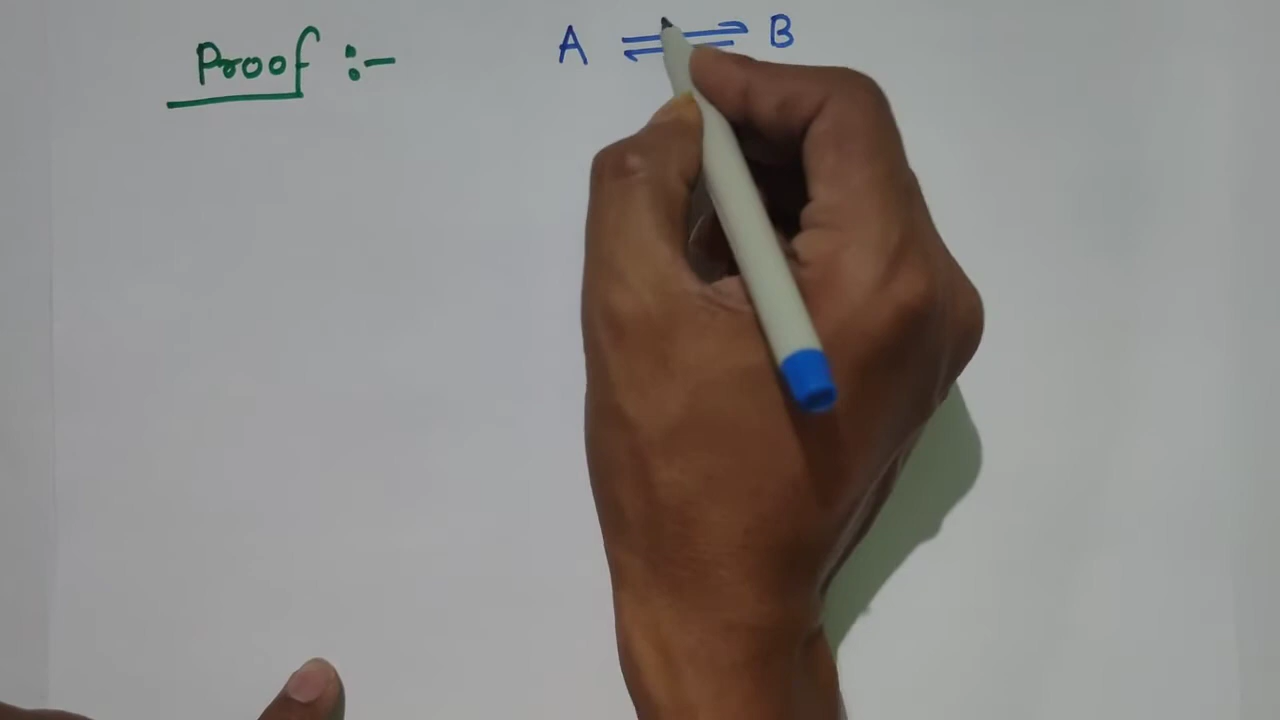 Proof :- A ⇌ B